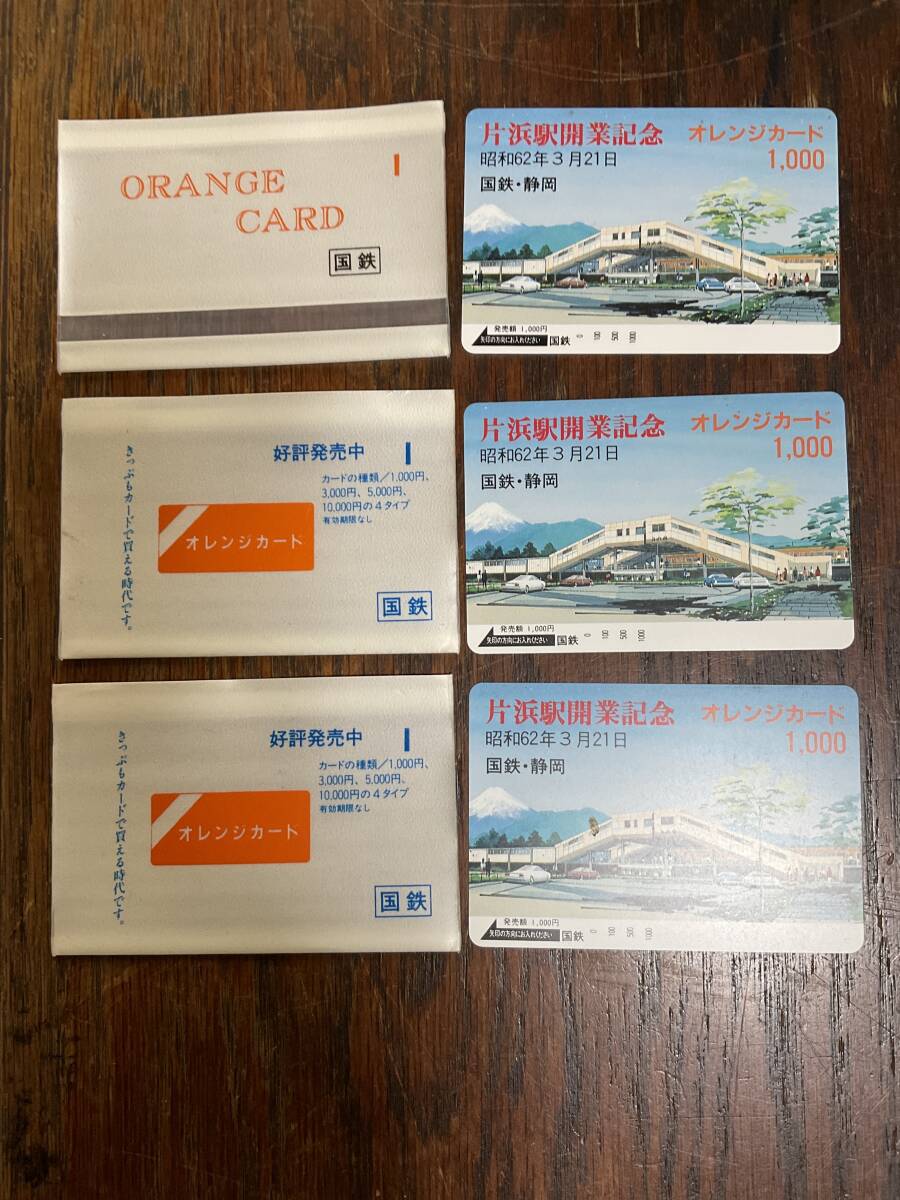 ORANGE
CARD
国鉄
片浜駅開業記念
オレンジカード
1,000
昭和62年3月21日
国鉄・静岡
発売額 1,000円
矢印の方向にお入れください
国鉄
0 100 500 1000
きっぷもカードで買える時代です。
好評発売中
カードの種類/1,000円、
3,000円、5,000円、
10,000円の4タイプ
有効期限なし
オレンジカード
国鉄
片浜駅開業記念
オレンジカード
1,000
昭和62年3月21日
国鉄・静岡
発売額 1,000円
矢印の方向にお入れください
国鉄
0 100 500 1000
きっぷもカードで買える時代です。
好評発売中
カードの種類/1,000円、
3,000円、5,000円、
10,000円の4タイプ
有効期限なし
オレンジカート
国鉄
片浜駅開業記念
オレンジカード
1,000
昭和62年3月21日
国鉄・静岡
発売額 1,000円
矢印の方向にお入れください
国鉄
0 100 500 1000